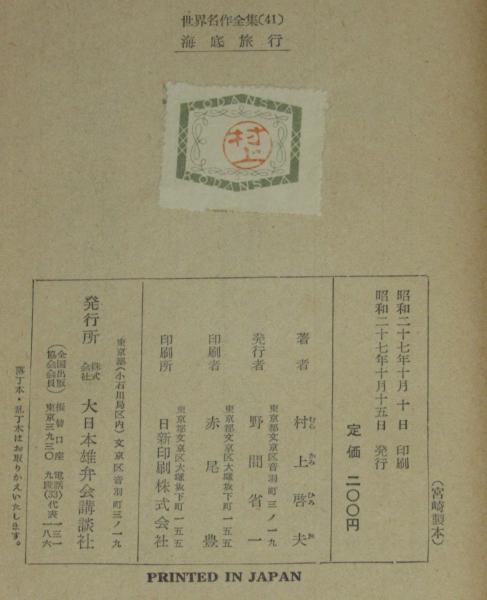 世界名作全集(41)
海底旅行
KODANSYA
村上
KODANSYA
昭和二十七年十月十日 印刷
昭和二十七年十月十五日 発行
定価 二〇〇円
(宮崎製本)
著者 村上啓夫
むら かみ ひろ お
東京都文京区音羽町三ノ一九
発行者 野間省一
東京都文京区大塚坂下町一五五
印刷者 赤尾豊
東京都文京区大塚坂下町一五五
印刷所 日新印刷株式会社
東京都(小石川局区内)文京区音羽町三ノ一九
発行所 株式会社 大日本雄弁会講談社
(全国出版協会会員) 振替口座 東京三九三〇 電話 九段(33)代表
落丁本・乱丁本はお取りかえいたします。
PRINTED IN JAPAN